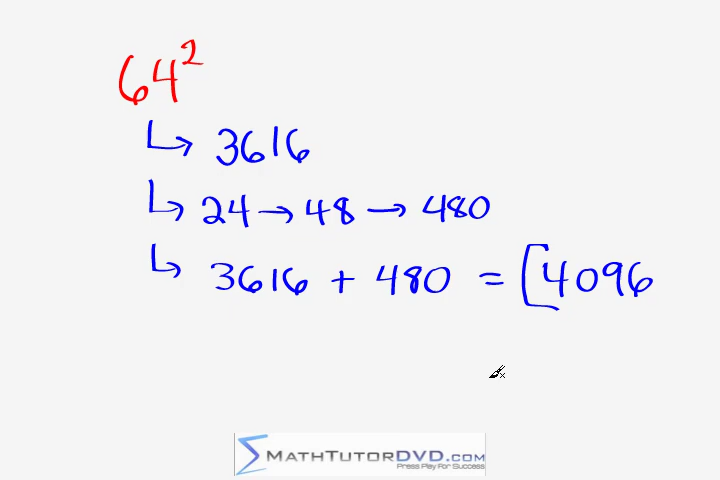 64²
↳ 3616
↳ 24 → 48 → 480
↳ 3616 + 480 = [4096
MATHTUTORDVD.COM
Press Play For Success